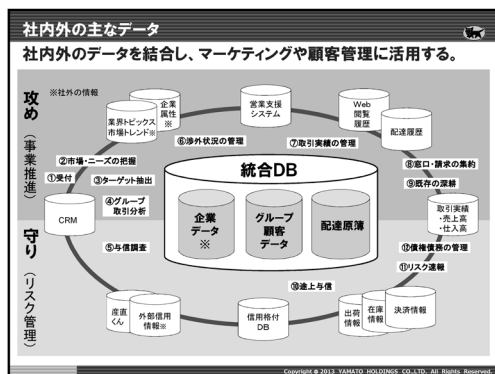 社内外の主なデータ
社内外のデータを結合し、マーケティングや顧客管理に活用する。
※社外の情報
攻め
(事業推進)
守り
(リスク管理)
業界トピックス
市場トレンド※
企業
属性
※
営業支援
システム
Web
閲覧
履歴
配達履歴
⑥渉外状況の管理
⑦取引実績の管理
②市場・ニーズの把握
①受付
③ターゲット抽出
④グループ
取引分析
⑧窓口・請求の集約
⑨既存の深耕
統合DB
企業
データ
※
グループ
顧客
データ
配達原簿
CRM
取引実績
・売上高
・仕入高
⑤与信調査
⑫債権債務の管理
⑪リスク速報
⑩途上与信
産直
くん
外部信用
情報※
信用格付
DB
出荷
情報
在庫
情報
決済情報
Copyright © 2013 YAMATO HOLDINGS CO.,LTD. All Rights Reserved.